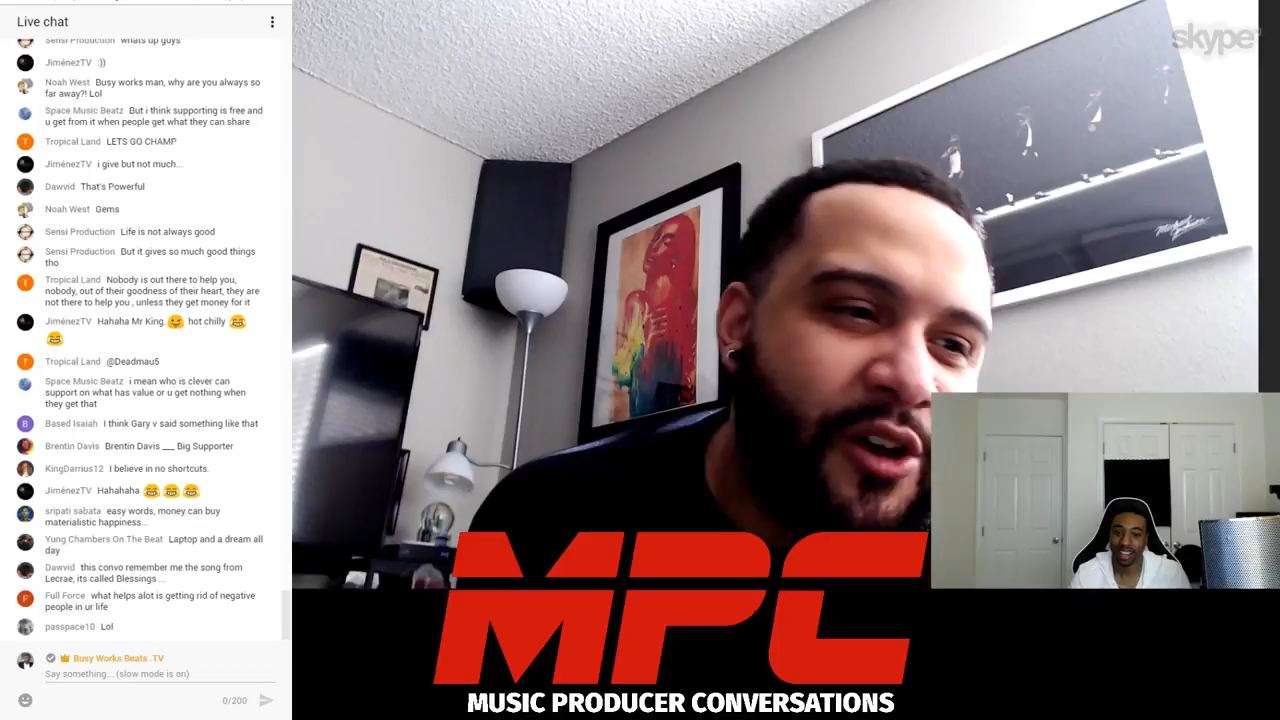 Live chat
Sensi Production whats up guys
JiménezTV :))
Noah West Busy works man, why are you always so
far away?! Lol
Space Music Beatz But i think supporting is free and
u get from it when people get what they can share
Tropical Land LETS GO CHAMP
JiménezTV i give but not much...
Dawvid That's Powerful
Noah West Gems
Sensi Production Life is not always good
Sensi Production But it gives so much good things
tho
Tropical Land Nobody is out there to help you,
nobody, out of their goodness of their heart, they are
not there to help you , unless they get money for it
JiménezTV Hahaha Mr King 😜 hot chilly 😂
😂
Tropical Land @Deadmau5
Space Music Beatz i mean who is clever can
support on what has value or u get nothing when
they get that
Based Isaiah I think Gary v said something like that
Brentin Davis Brentin Davis ___ Big Supporter
KingDarrius12 I believe in no shortcuts.
JiménezTV Hahahaha 😂 😂 😂
sripati sabata easy words, money can buy
materialistic happiness...
Yung Chambers On The Beat Laptop and a dream all
day
Dawvid this convo remember me the song from
Lecrae, its called Blessings ...
Full Force what helps alot is getting rid of negative
people in ur life
passpace10 Lol
Busy Works Beats .TV
Say something... (slow mode is on)
0/200
skype
MPC
MUSIC PRODUCER CONVERSATIONS